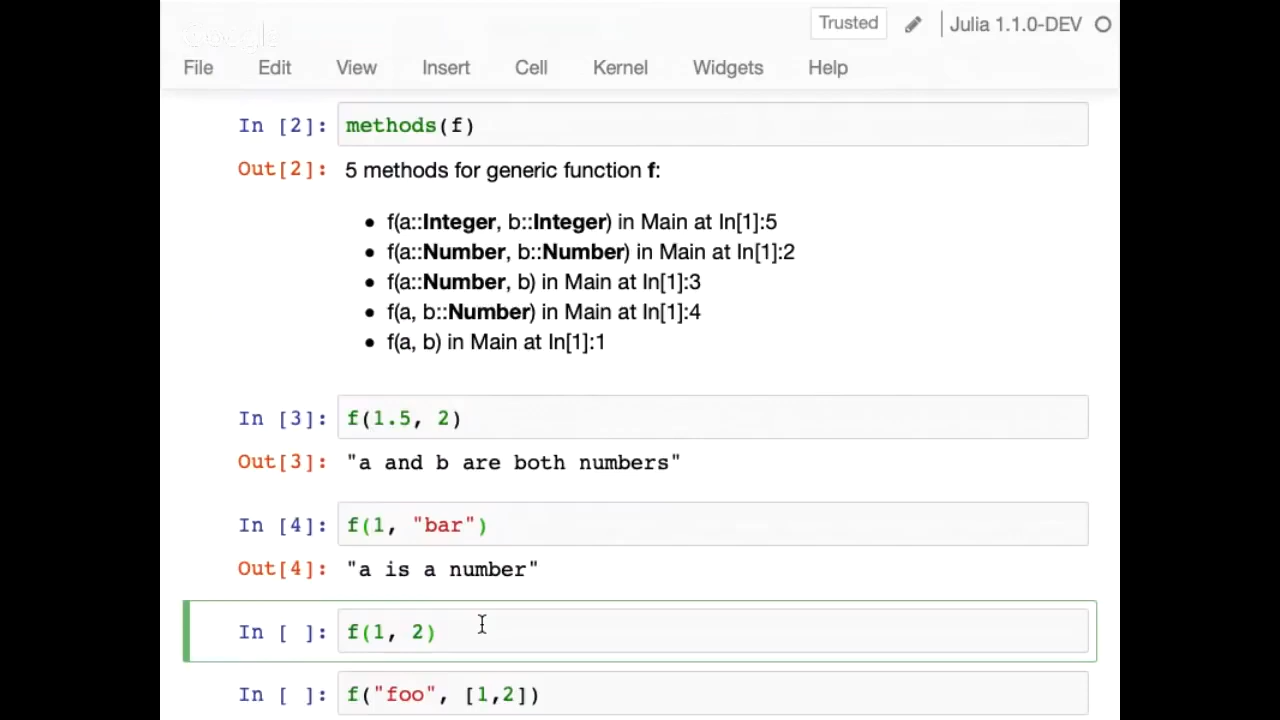 Google
Trusted
Julia 1.1.0-DEV
File Edit View Insert Cell Kernel Widgets Help
In [2]: methods(f)
Out[2]: 5 methods for generic function f:
• f(a::Integer, b::Integer) in Main at In[1]:5
• f(a::Number, b::Number) in Main at In[1]:2
• f(a::Number, b) in Main at In[1]:3
• f(a, b::Number) in Main at In[1]:4
• f(a, b) in Main at In[1]:1
In [3]: f(1.5, 2)
Out[3]: "a and b are both numbers"
In [4]: f(1, "bar")
Out[4]: "a is a number"
In [ ]: f(1, 2)
In [ ]: f("foo", [1,2])